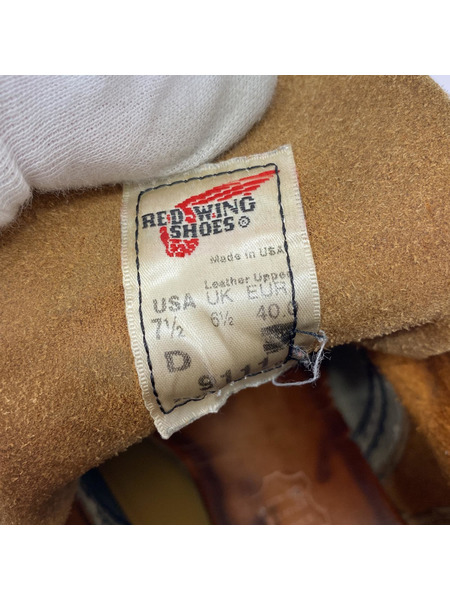 RED WING
SHOES®
Made in USA
Leather Upper
USA UK EUR
7½ 6½ 40.
D